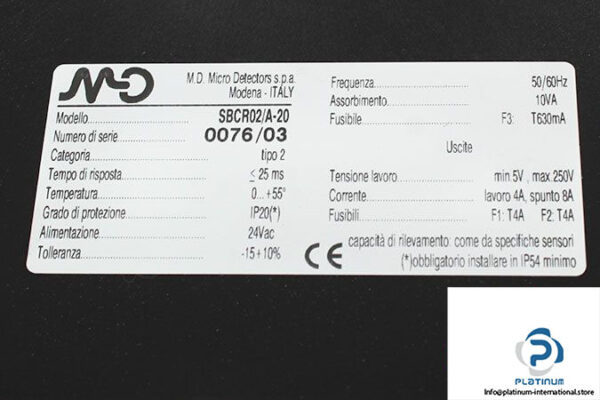 MD
M.D. Micro Detectors s.p.a.
Modena - ITALY
Modello SBCR02/A-20
Numero di serie 0076/03
Categoria tipo 2
Tempo di risposta ≤ 25 ms
Temperatura 0...+55°
Grado di protezione IP20(*)
Alimentazione 24Vac
Tolleranza -15+10%
Frequenza 50/60Hz
Assorbimento 10VA
Fusibile F3: T630mA
Uscite
Tensione lavoro min 5V , max 250V
Corrente lavoro 4A, spunto 8A
Fusibili F1: T4A F2: T4A
CE
capacità di rilevamento: come da specifiche sensori
(*)obbligatorio installare in IP54 minimo
P
PLATINUM
Info@platinum-international.store